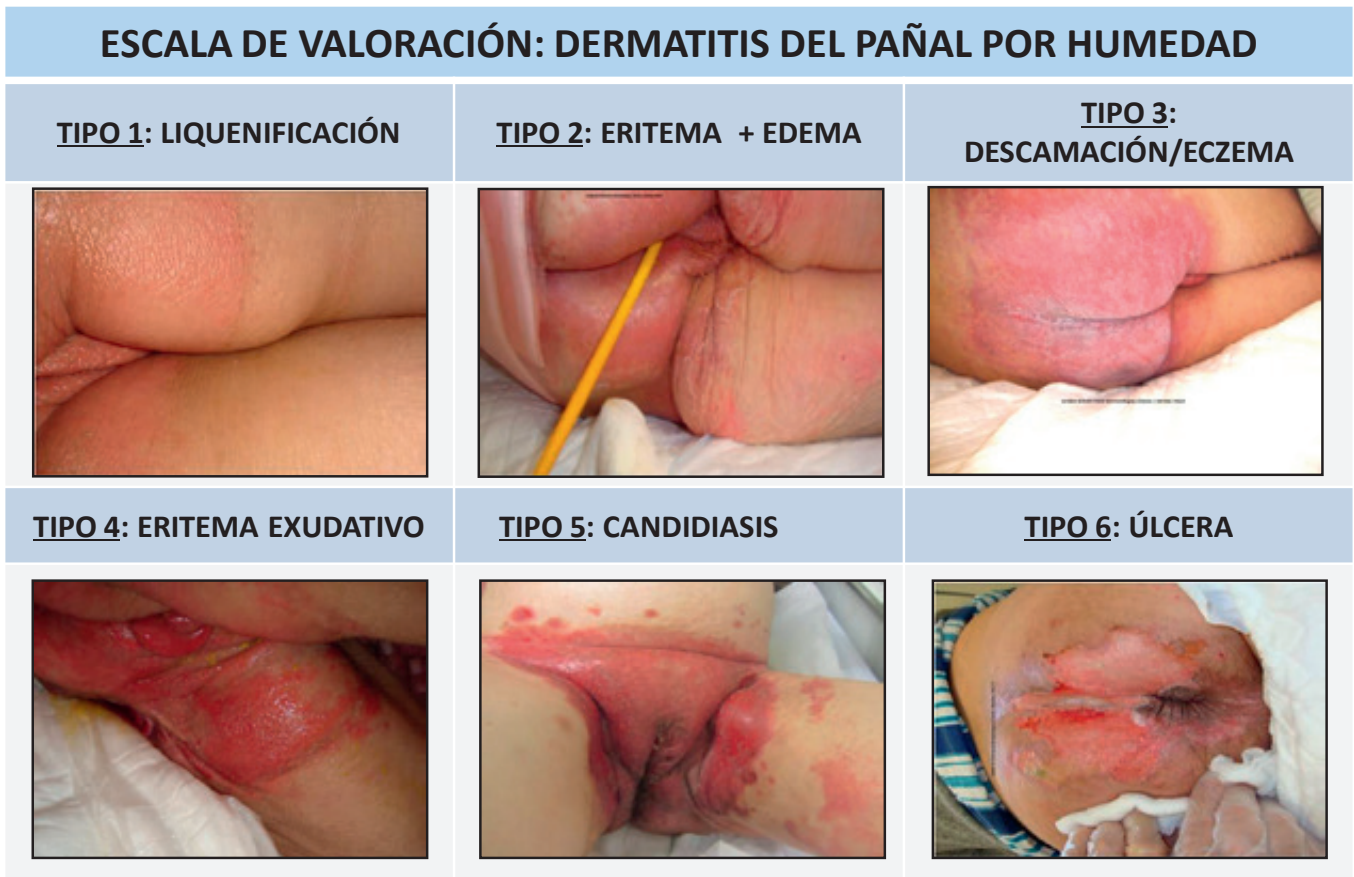 ESCALA DE VALORACIÓN: DERMATITIS DEL PAÑAL POR HUMEDAD
TIPO 1: LIQUENIFICACIÓN
TIPO 2: ERITEMA + EDEMA
TIPO 3:
DESCAMACIÓN/ECZEMA
TIPO 4: ERITEMA EXUDATIVO
TIPO 5: CANDIDIASIS
TIPO 6: ÚLCERA